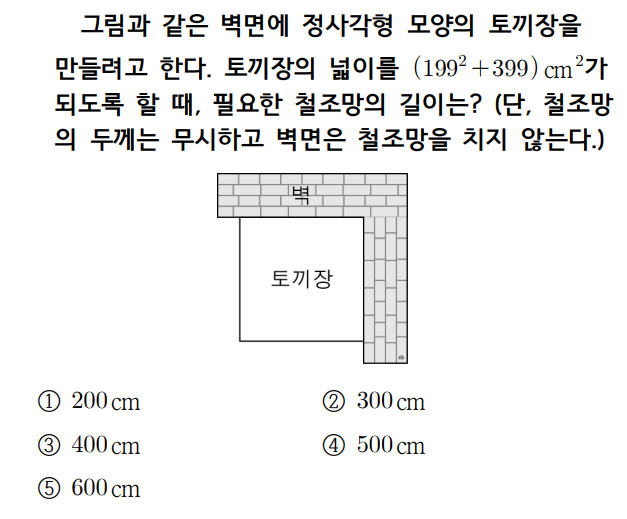 그림과 같은 벽면에 정사각형 모양의 토끼장을
만들려고 한다. 토끼장의 넓이를 (199²+399) cm²가
되도록 할 때, 필요한 철조망의 길이는? (단, 철조망
의 두께는 무시하고 벽면은 철조망을 치지 않는다.)
벽
토끼장
① 200 cm
② 300 cm
③ 400 cm
④ 500 cm
⑤ 600 cm